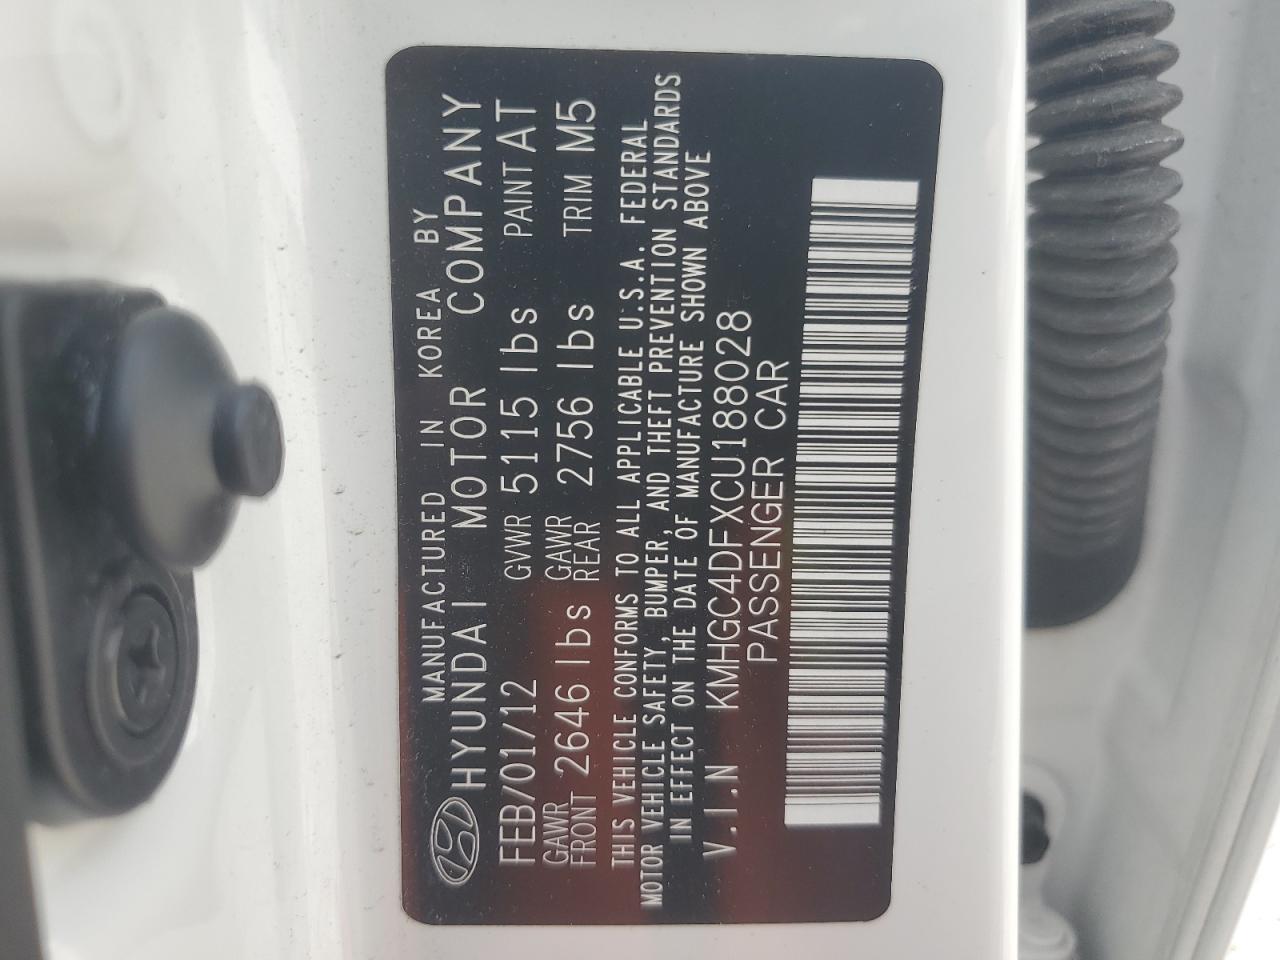 MANUFACTURED IN KOREA BY
HYUNDAI MOTOR COMPANY
FEB/01/12 GVWR 5115 lbs PAINT AT
GAWR FRONT 2646 lbs GAWR REAR 2756 lbs TRIM M5
THIS VEHICLE CONFORMS TO ALL APPLICABLE U.S.A. FEDERAL
MOTOR VEHICLE SAFETY, BUMPER, AND THEFT PREVENTION STANDARDS
IN EFFECT ON THE DATE OF MANUFACTURE SHOWN ABOVE
V.I.N KMHGC4DFXCU188028
PASSENGER CAR